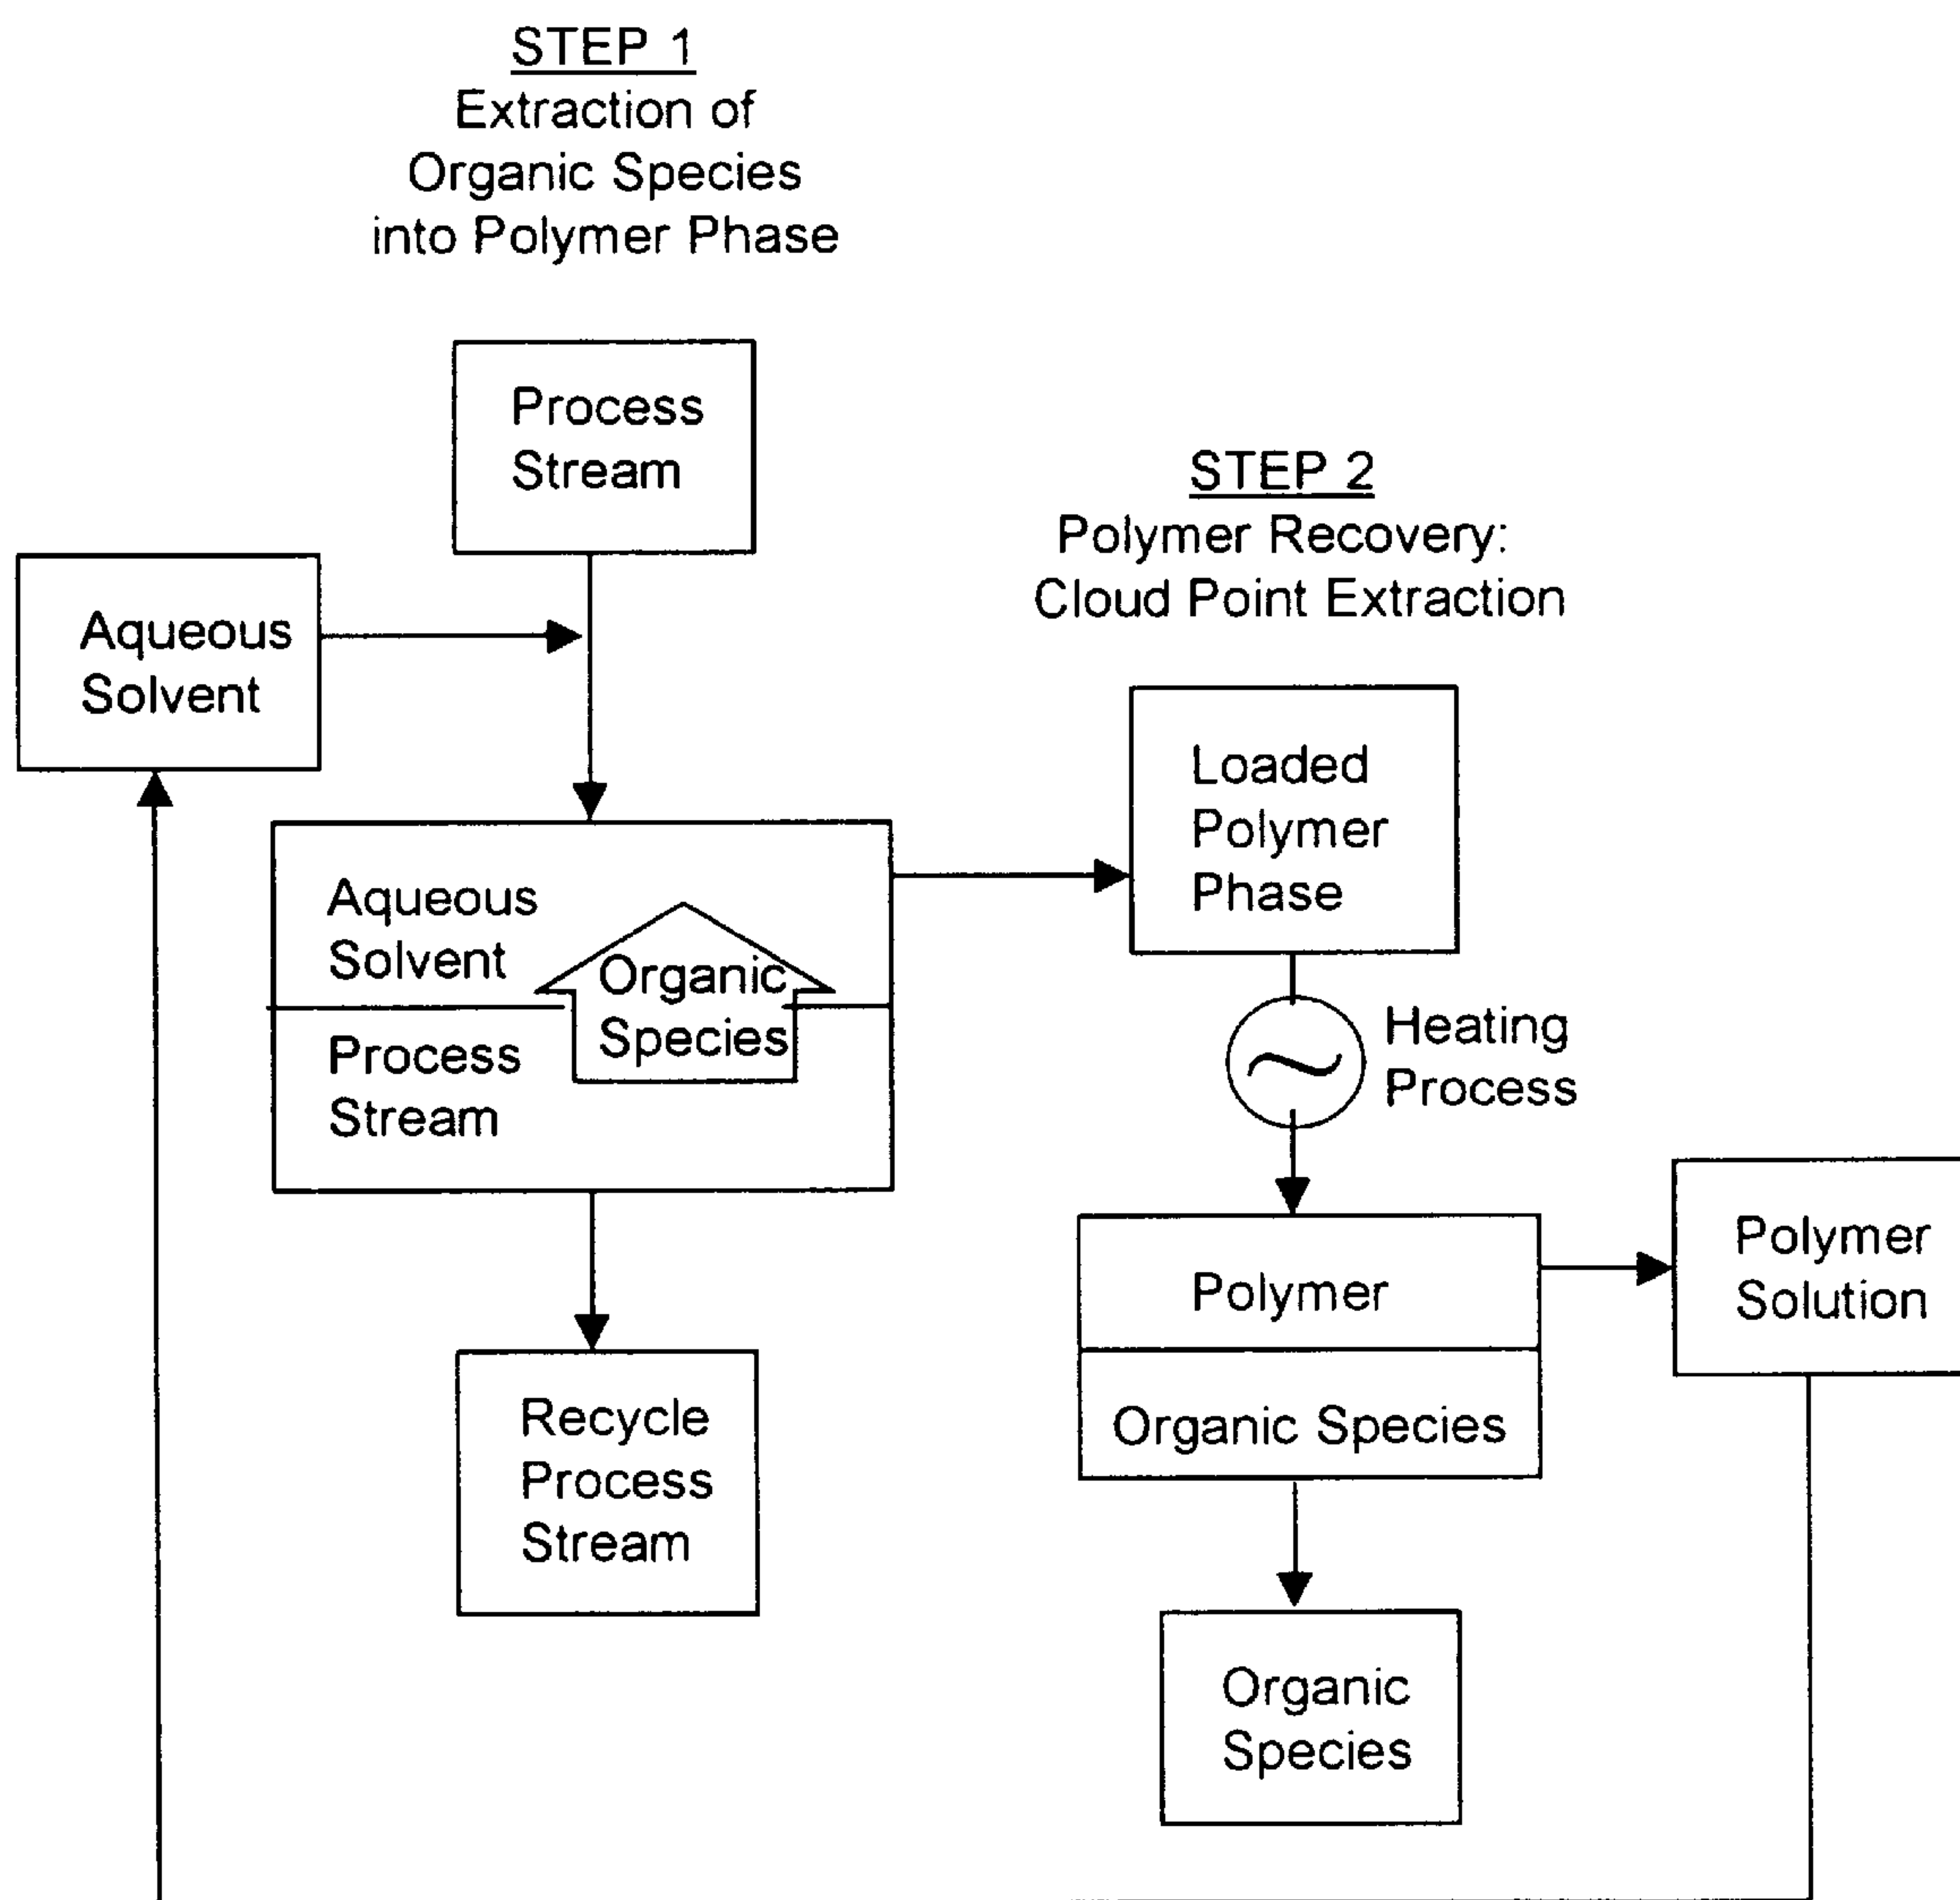 STEP 1
Extraction of
Organic Species
into Polymer Phase
Process
Stream
Aqueous
Solvent
Aqueous
Solvent
Organic
Species
Process
Stream
Recycle
Process
Stream
STEP 2
Polymer Recovery:
Cloud Point Extraction
Loaded
Polymer
Phase
Heating
Process
Polymer
Organic Species
Polymer
Solution
Organic
Species